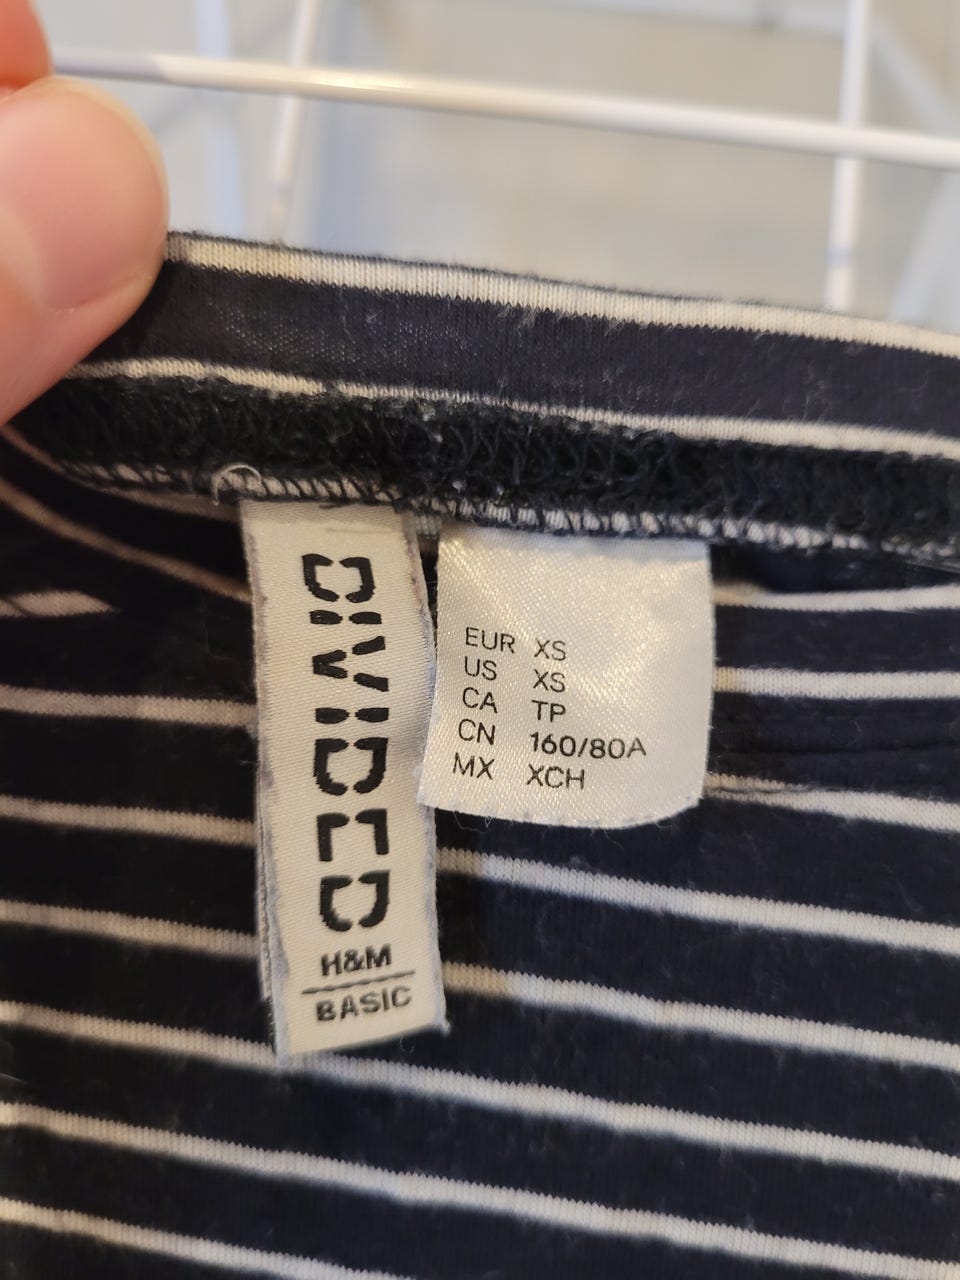 DIVIDED
H&M
BASIC
EUR XS
US XS
CA TP
CN 160/80A
MX XCH